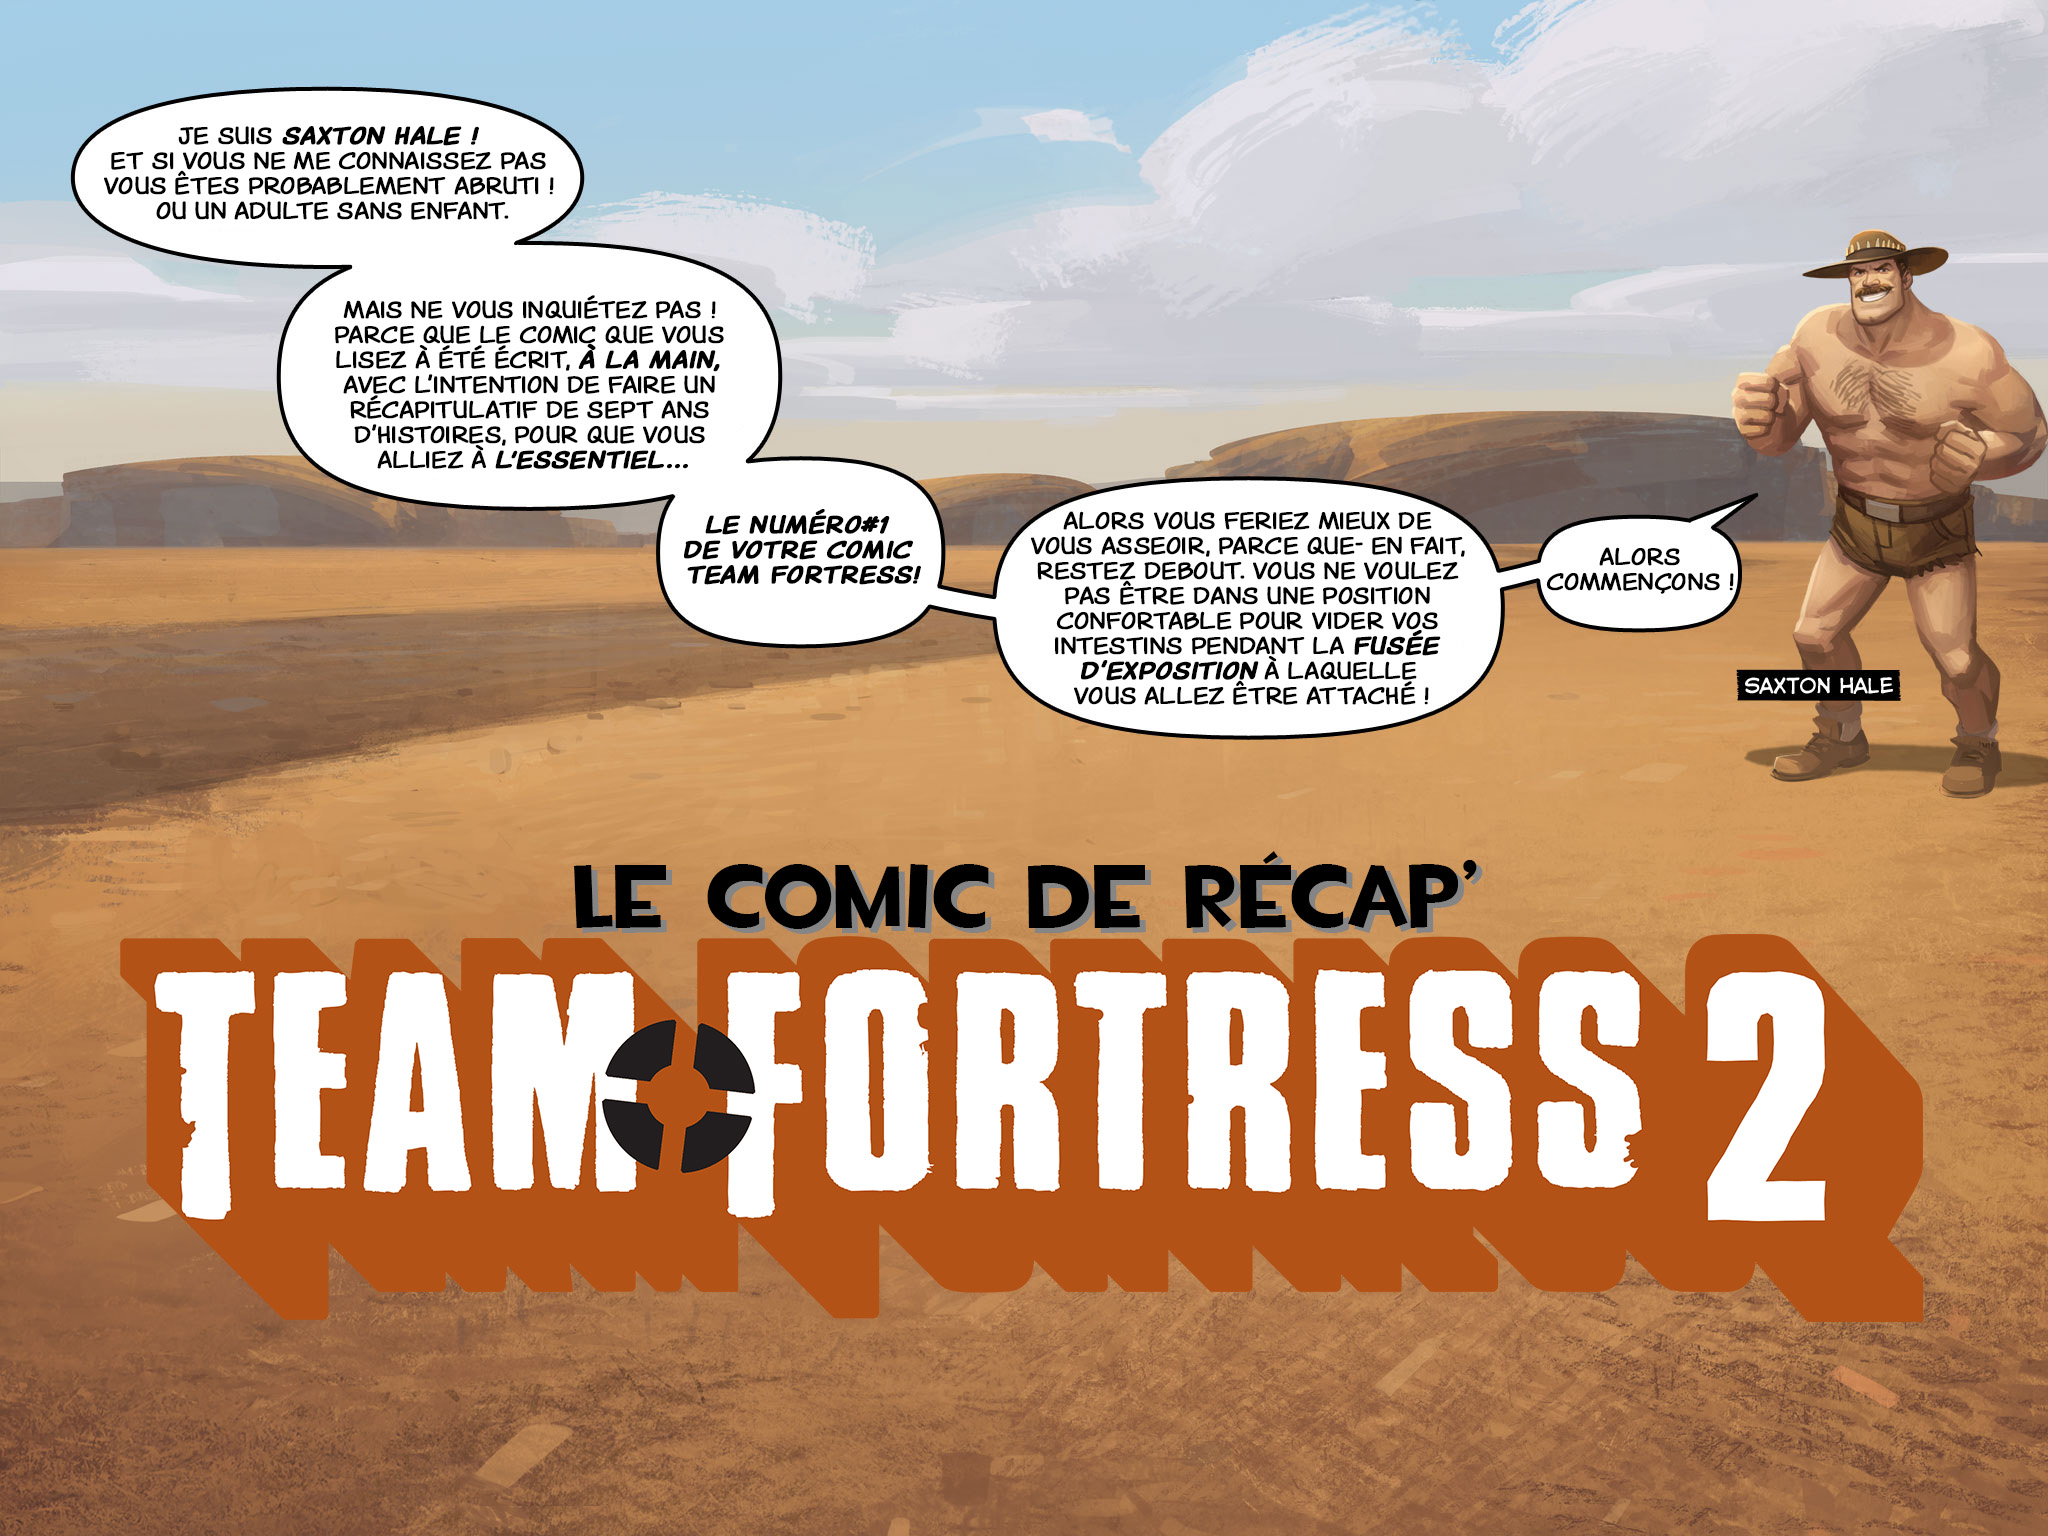 JE SUIS SAXTON HALE !
ET SI VOUS NE ME CONNAISSEZ PAS
VOUS ÊTES PROBABLEMENT ABRUTI !
OU UN ADULTE SANS ENFANT.
MAIS NE VOUS INQUIÉTEZ PAS !
PARCE QUE LE COMIC QUE VOUS
LISEZ À ÉTÉ ÉCRIT, À LA MAIN,
AVEC L'INTENTION DE FAIRE UN
RÉCAPITULATIF DE SEPT ANS
D'HISTOIRES, POUR QUE VOUS
ALLIEZ À L'ESSENTIEL...
LE NUMÉRO#1
DE VOTRE COMIC
TEAM FORTRESS!
ALORS VOUS FERIEZ MIEUX DE
VOUS ASSEOIR, PARCE QUE- EN FAIT,
RESTEZ DEBOUT. VOUS NE VOULEZ
PAS ÊTRE DANS UNE POSITION
CONFORTABLE POUR VIDER VOS
INTESTINS PENDANT LA FUSÉE
D'EXPOSITION À LAQUELLE
VOUS ALLEZ ÊTRE ATTACHÉ !
ALORS
COMMENÇONS !
SAXTON HALE
LE COMIC DE RÉCAP'
TEAM FORTRESS 2